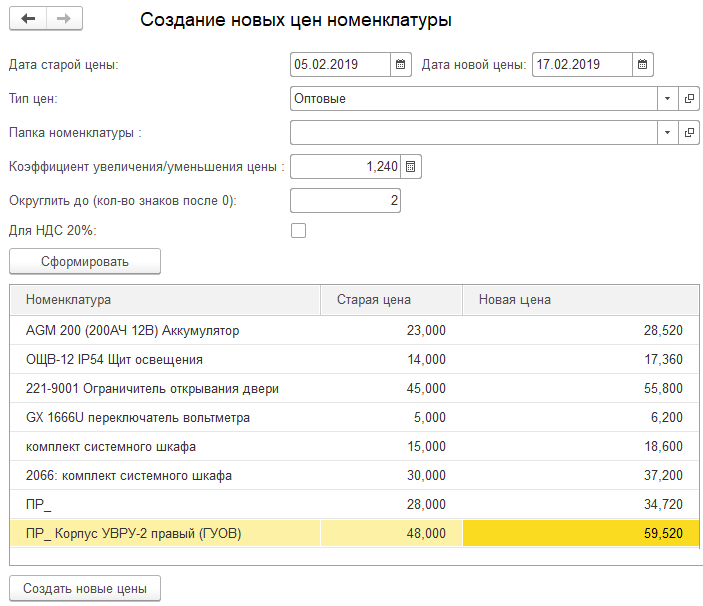 Создание новых цен номенклатуры
Дата старой цены: 05.02.2019 Дата новой цены: 17.02.2019
Тип цен: Оптовые
Папка номенклатуры :
Коэффициент увеличения/уменьшения цены : 1,240
Округлить до (кол-во знаков после 0): 2
Для НДС 20%:
Сформировать
Номенклатура Старая цена Новая цена
AGM 200 (200АЧ 12В) Аккумулятор 23,000 28,520
ОЩВ-12 IP54 Щит освещения 14,000 17,360
221-9001 Ограничитель открывания двери 45,000 55,800
GX 1666U переключатель вольтметра 5,000 6,200
комплект системного шкафа 15,000 18,600
2066: комплект системного шкафа 30,000 37,200
ПР_ 28,000 34,720
ПР_ Корпус УВРУ-2 правый (ГУОВ) 48,000 59,520
Создать новые цены